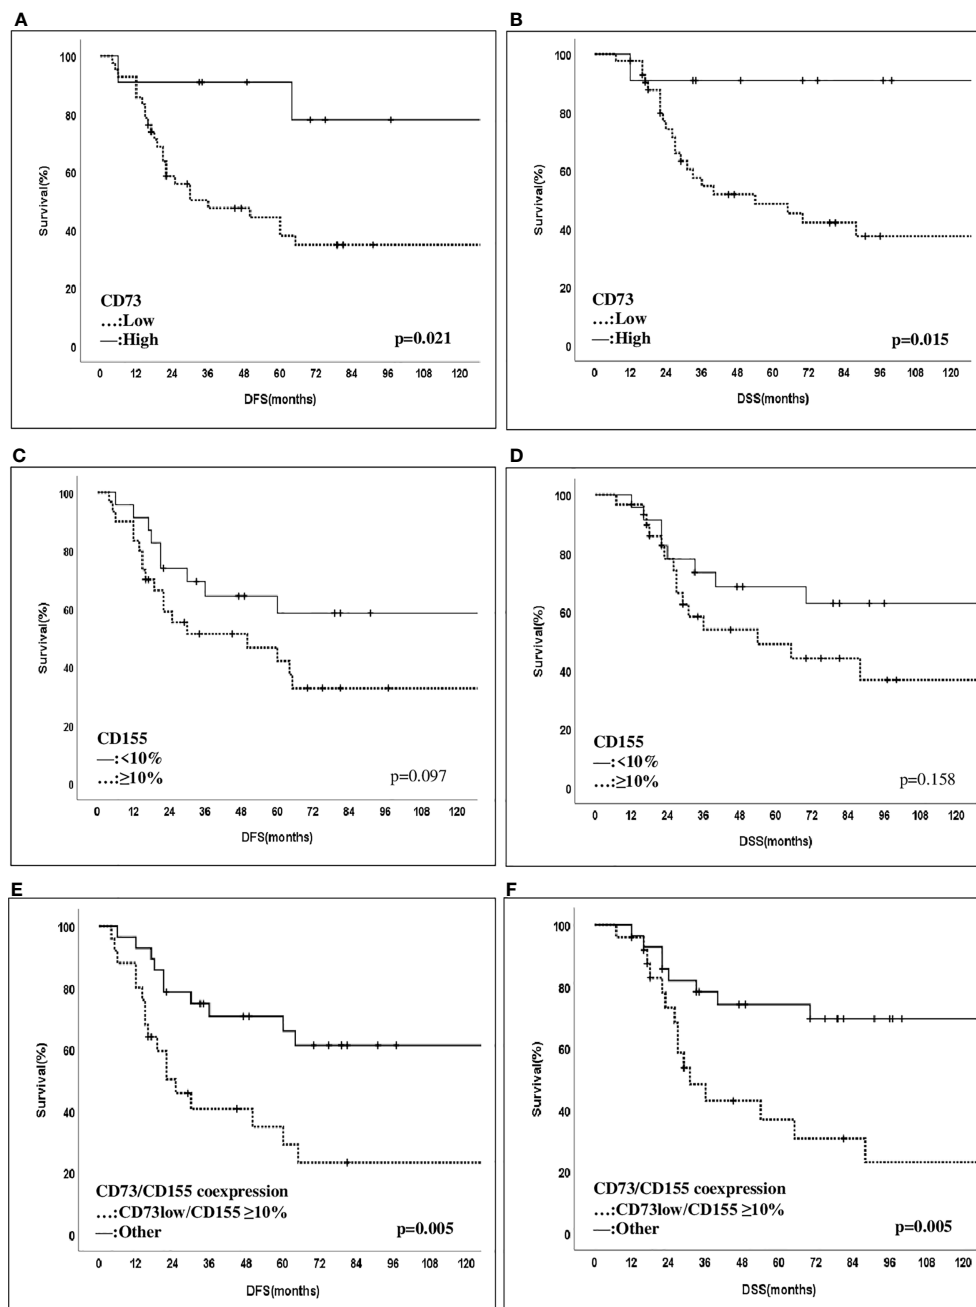 A
100
80
60
40
20
0
Survival(%)
CD73
...:Low
—:High
p=0.021
0 12 24 36 48 60 72 84 96 108 120
DFS(months)
B
100
80
60
40
20
0
Survival(%)
CD73
...:Low
—:High
p=0.015
0 12 24 36 48 60 72 84 96 108 120
DSS(months)
C
100
80
60
40
20
0
Survival(%)
CD155
—:<10%
...:≥10%
p=0.097
0 12 24 36 48 60 72 84 96 108 120
DFS(months)
D
100
80
60
40
20
0
Survival(%)
CD155
—:<10%
...:≥10%
p=0.158
0 12 24 36 48 60 72 84 96 108 120
DSS(months)
E
100
80
60
40
20
0
Survival(%)
CD73/CD155 coexpression
...:CD73low/CD155 ≥10%
—:Other
p=0.005
0 12 24 36 48 60 72 84 96 108 120
DFS(months)
F
100
80
60
40
20
0
Survival(%)
CD73/CD155 coexpression
...:CD73low/CD155 ≥10%
—:Other
p=0.005
0 12 24 36 48 60 72 84 96 108 120
DSS(months)